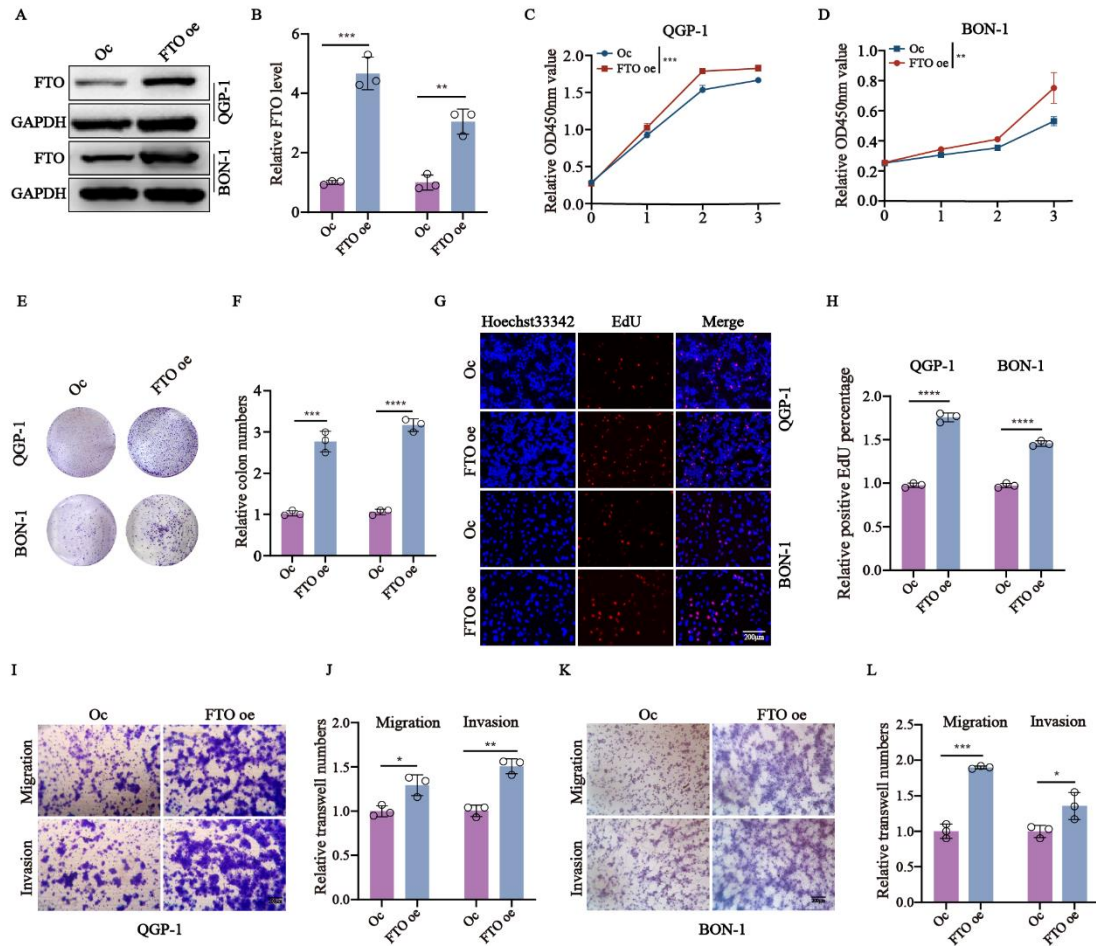 A
Oc
FTO oe
FTO
GAPDH
QGP-1
FTO
GAPDH
BON-1
B
Relative FTO level
6
4
2
0
***
**
Oc
FTO oe
Oc
FTO oe
C
QGP-1
Relative OD450nm value
2.0
1.5
1.0
0.5
0.0
Oc
FTO oe
***
0
1
2
3
D
BON-1
Relative OD450nm value
1.0
0.8
0.6
0.4
0.2
0.0
Oc
FTO oe
**
0
1
2
3
E
Oc
FTO oe
QGP-1
BON-1
F
Relative colon numbers
4
3
2
1
0
***
****
Oc
FTO oe
Oc
FTO oe
G
Hoechst33342
EdU
Merge
Oc
FTO oe
QGP-1
Oc
FTO oe
BON-1
200μm
H
QGP-1
BON-1
Relative positive EdU percentage
2.0
1.5
1.0
0.5
0.0
****
****
Oc
FTO oe
Oc
FTO oe
I
Oc
FTO oe
Migration
Invasion
QGP-1
J
Migration
Invasion
Relative transwell numbers
2.0
1.5
1.0
0.5
0.0
*
**
Oc
FTO oe
Oc
FTO oe
K
Oc
FTO oe
Migration
Invasion
BON-1
L
Migration
Invasion
Relative transwell numbers
2.5
2.0
1.5
1.0
0.5
0.0
***
*
Oc
FTO oe
Oc
FTO oe